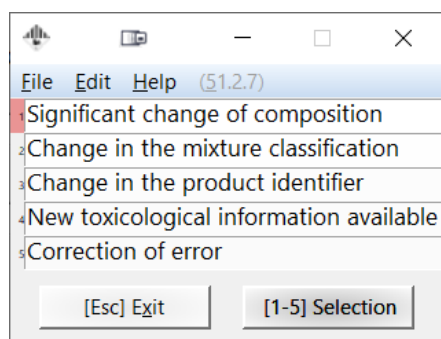 File Edit Help (51.2.7)
1 Significant change of composition
2 Change in the mixture classification
3 Change in the product identifier
4 New toxicological information available
5 Correction of error
[Esc] Exit [1-5] Selection